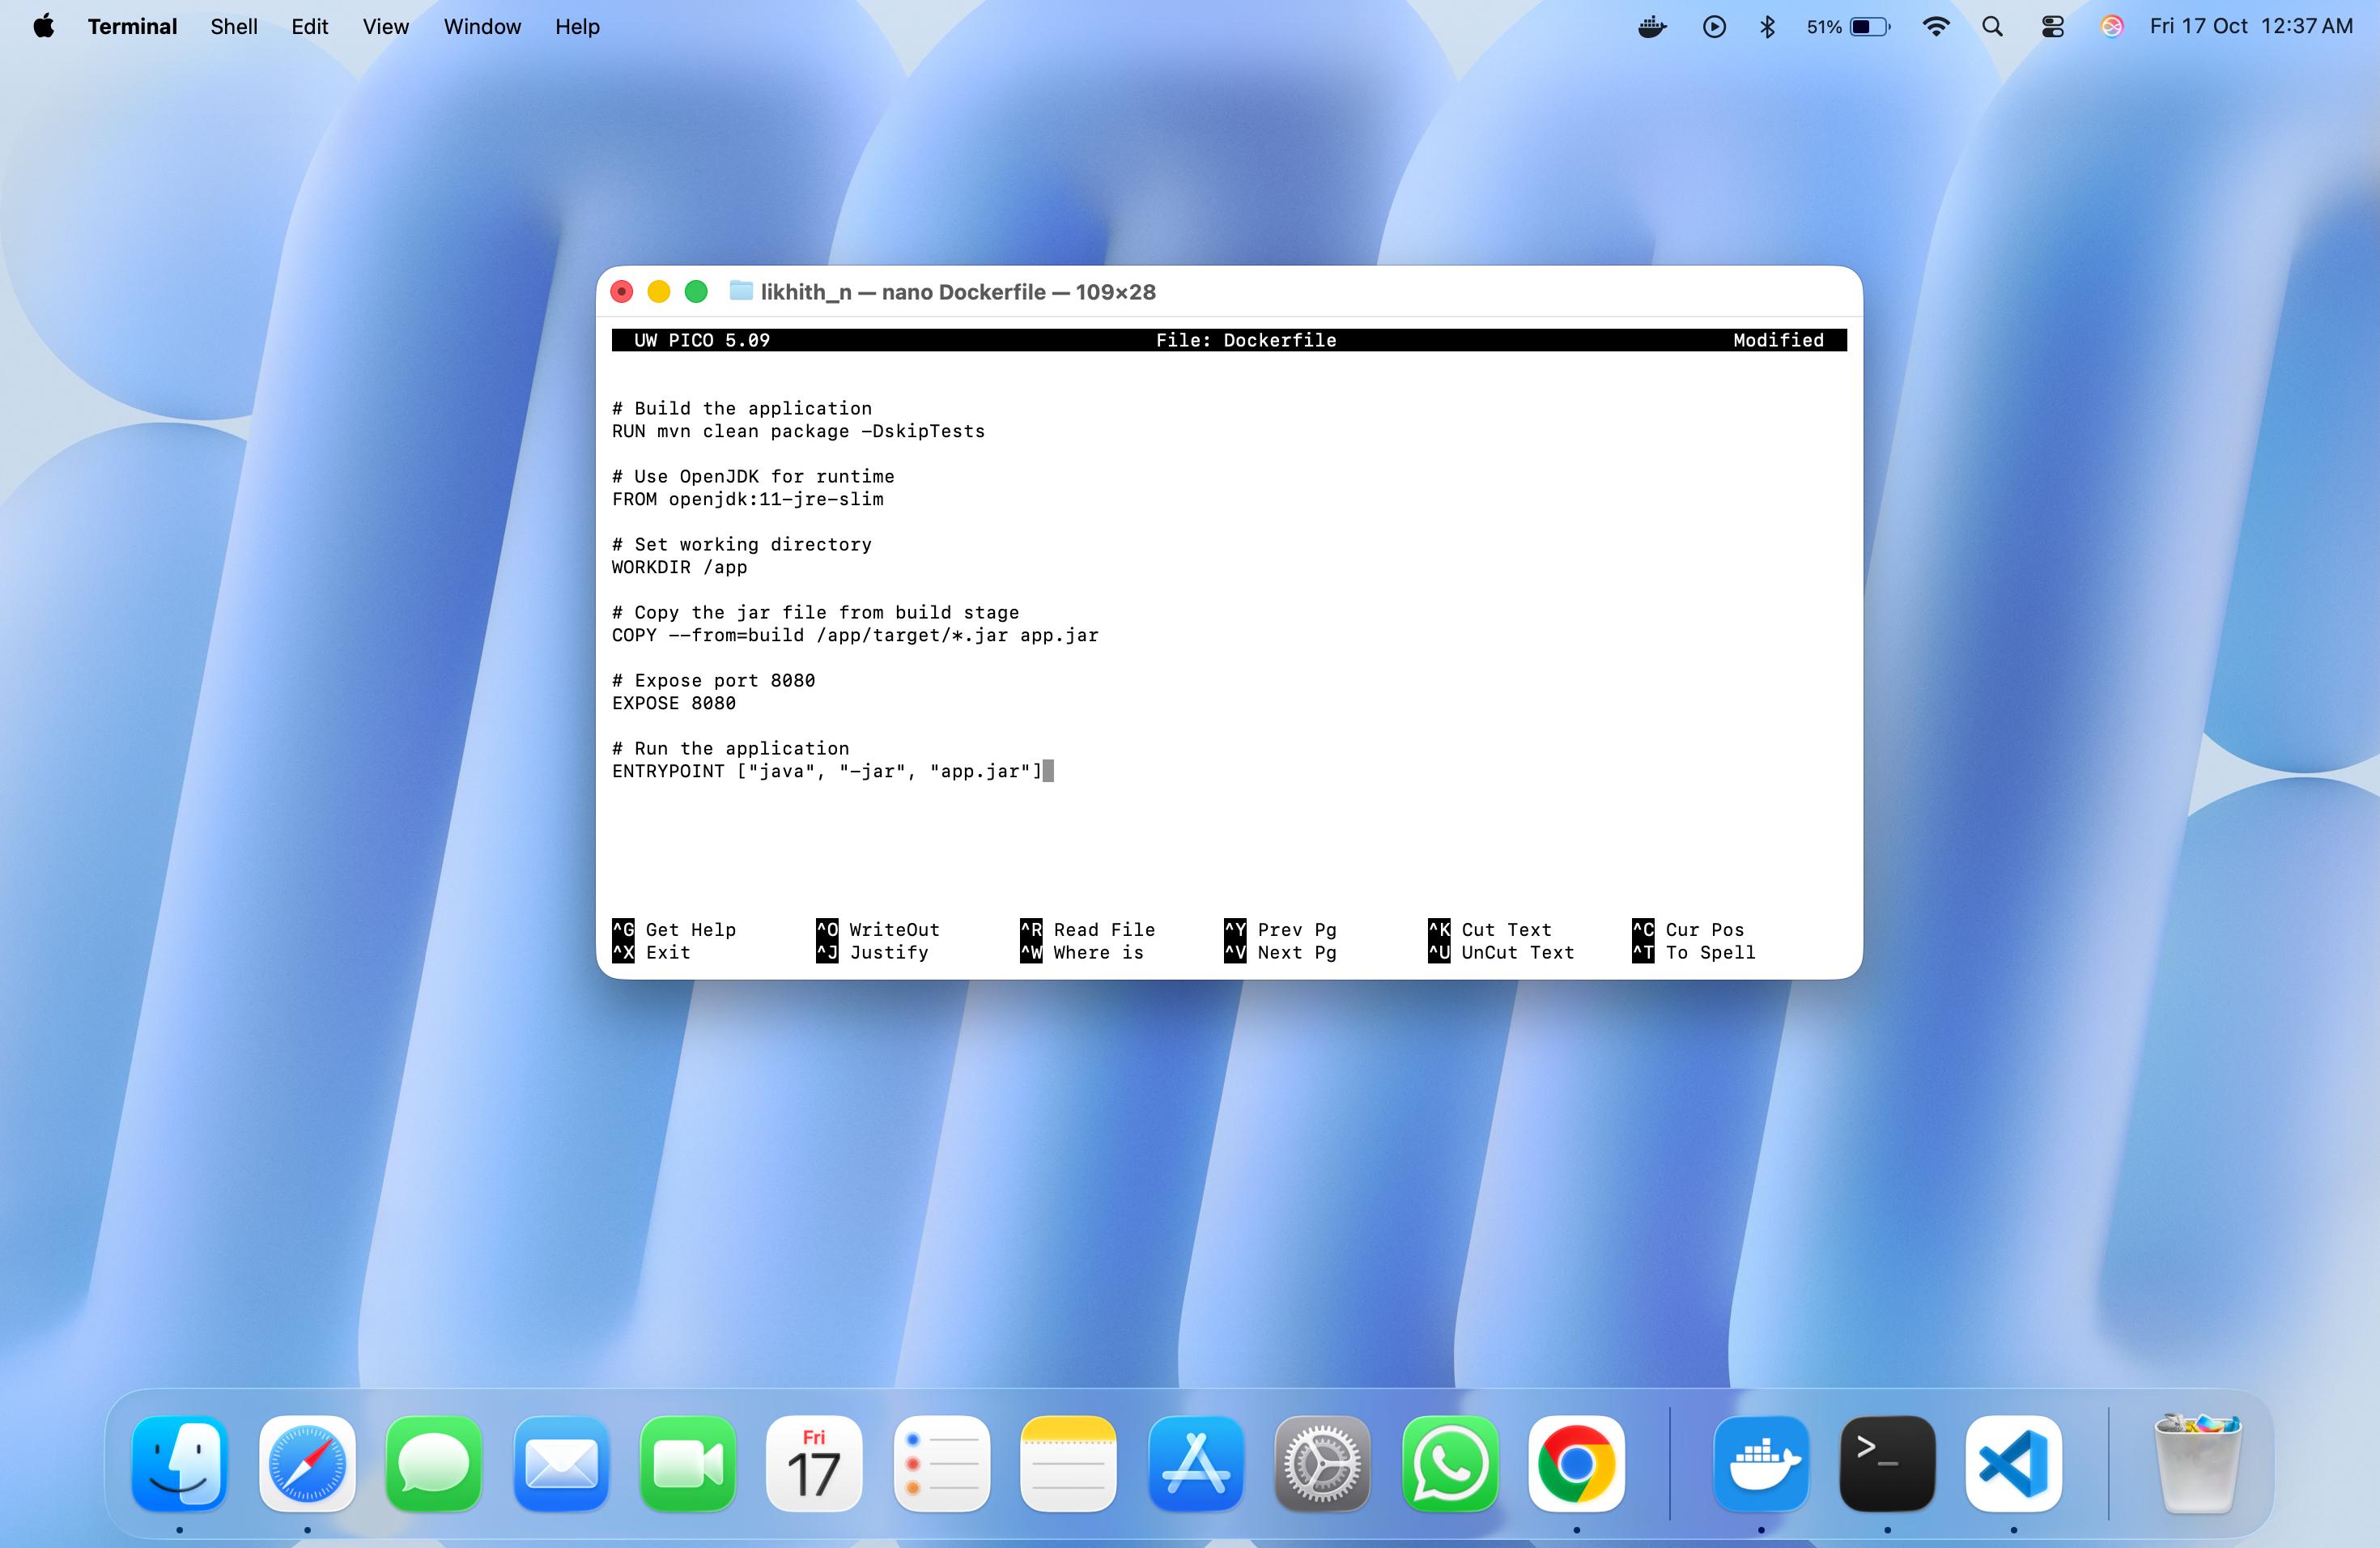 Terminal Shell Edit View Window Help 51% Fri 17 Oct 12:37 AM
likhith_n — nano Dockerfile — 109×28
UW PICO 5.09 File: Dockerfile Modified
# Build the application
RUN mvn clean package -DskipTests
# Use OpenJDK for runtime
FROM openjdk:11-jre-slim
# Set working directory
WORKDIR /app
# Copy the jar file from build stage
COPY --from=build /app/target/*.jar app.jar
# Expose port 8080
EXPOSE 8080
# Run the application
ENTRYPOINT ["java", "-jar", "app.jar"]
^G Get Help ^O WriteOut ^R Read File ^Y Prev Pg ^K Cut Text ^C Cur Pos
^X Exit ^J Justify ^W Where is ^V Next Pg ^U UnCut Text ^T To Spell
Fri
17
>_